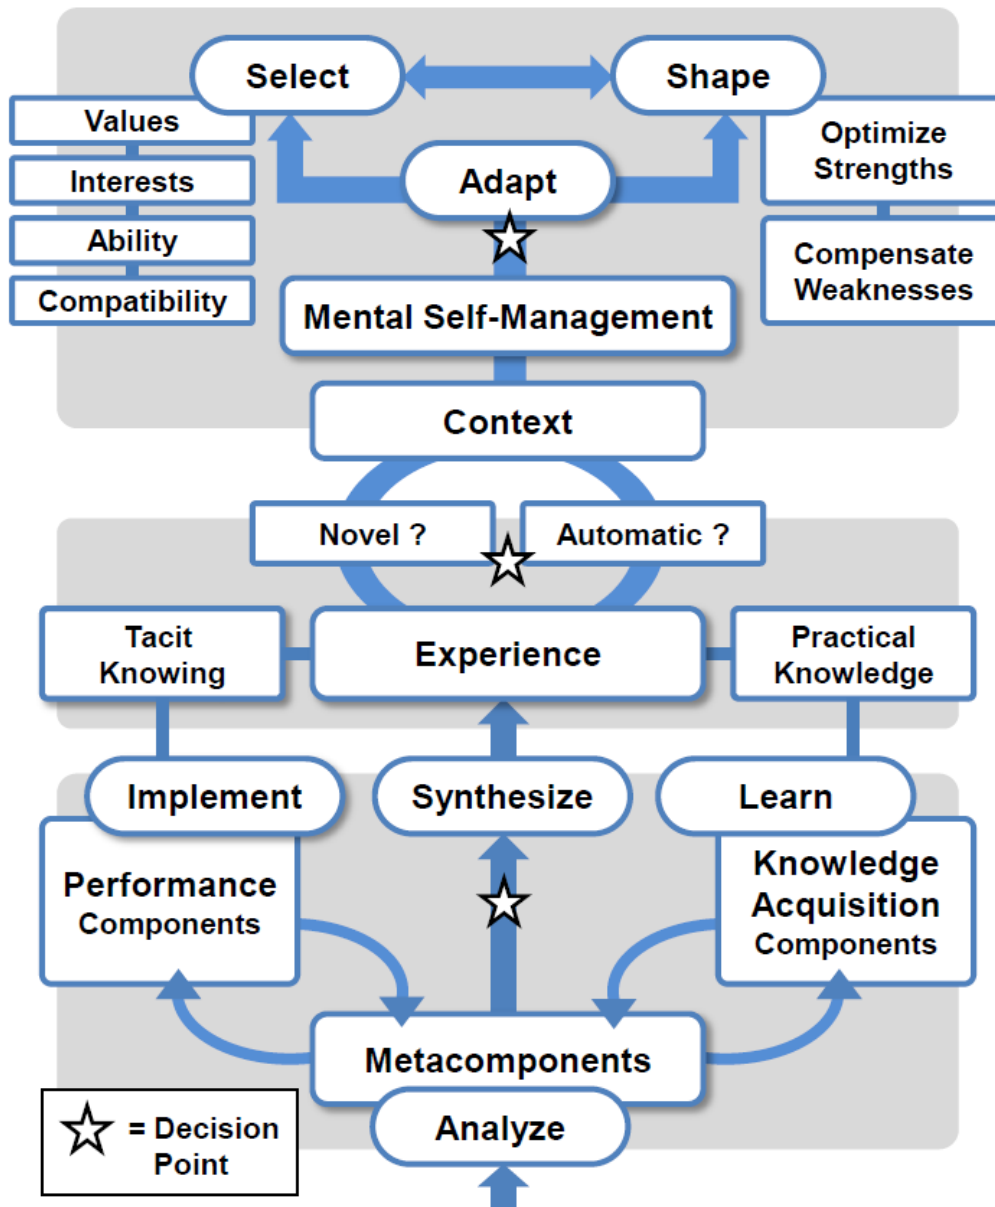 Select
Shape
Values
Interests
Ability
Compatibility
Optimize
Strengths
Adapt
Compensate
Weaknesses
Mental Self-Management
Context
Novel ?
Automatic ?
Tacit
Knowing
Experience
Practical
Knowledge
Implement
Synthesize
Learn
Performance
Components
Knowledge
Acquisition
Components
Metacomponents
Analyze
= Decision
Point